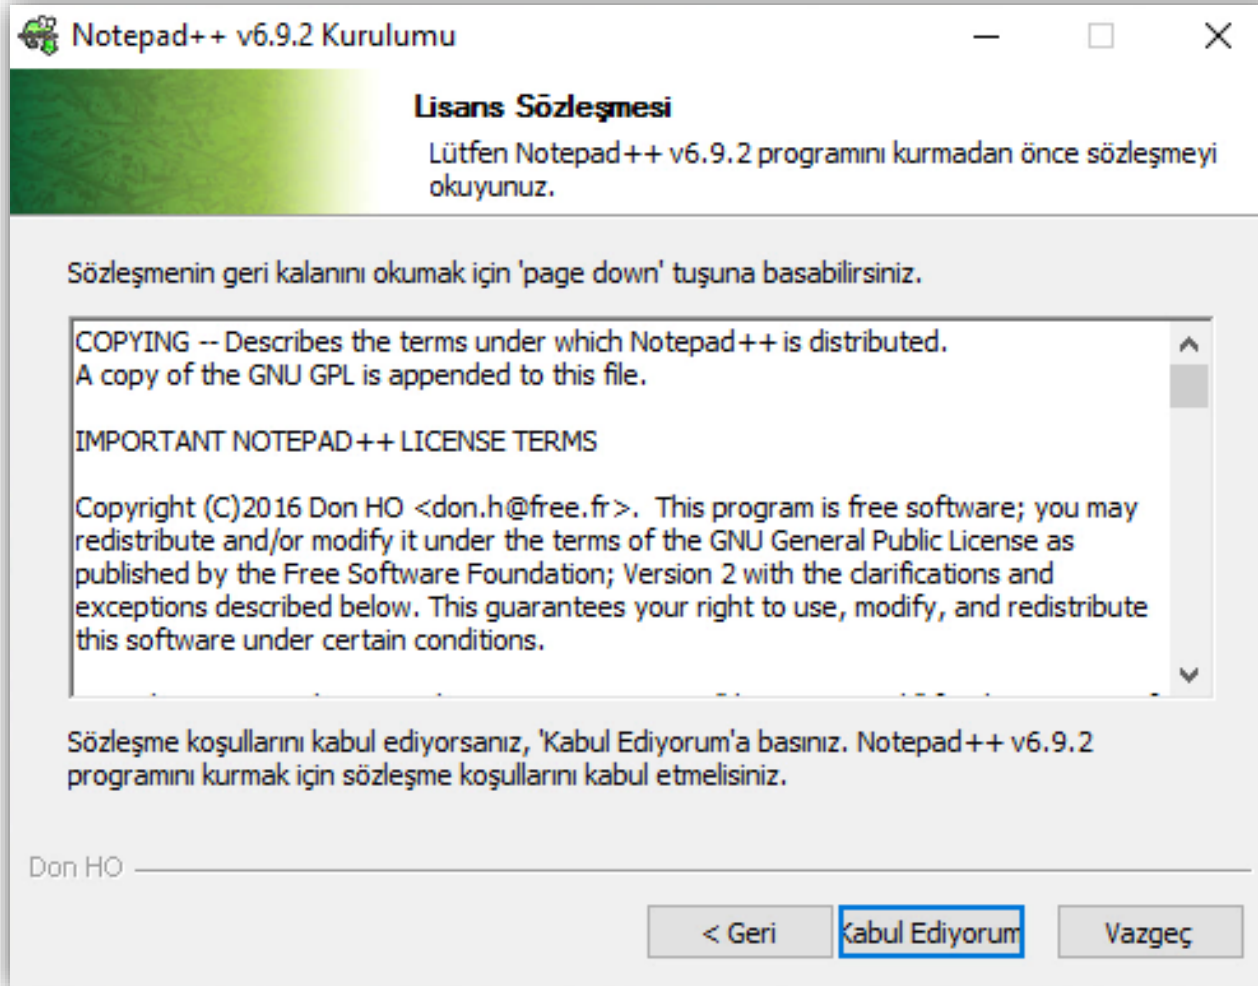 Notepad++ v6.9.2 Kurulumu
Lisans Sözleşmesi
Lütfen Notepad++ v6.9.2 programını kurmadan önce sözleşmeyi
okuyunuz.
Sözleşmenin geri kalanını okumak için 'page down' tuşuna basabilirsiniz.
COPYING -- Describes the terms under which Notepad++ is distributed.
A copy of the GNU GPL is appended to this file.
IMPORTANT NOTEPAD++ LICENSE TERMS
Copyright (C)2016 Don HO <don.h@free.fr>.  This program is free software; you may
redistribute and/or modify it under the terms of the GNU General Public License as
published by the Free Software Foundation; Version 2 with the clarifications and
exceptions described below. This guarantees your right to use, modify, and redistribute
this software under certain conditions.
Sözleşme koşullarını kabul ediyorsanız, 'Kabul Ediyorum'a basınız. Notepad++ v6.9.2
programını kurmak için sözleşme koşullarını kabul etmelisiniz.
Don HO
< Geri
Kabul Ediyorum
Vazgeç